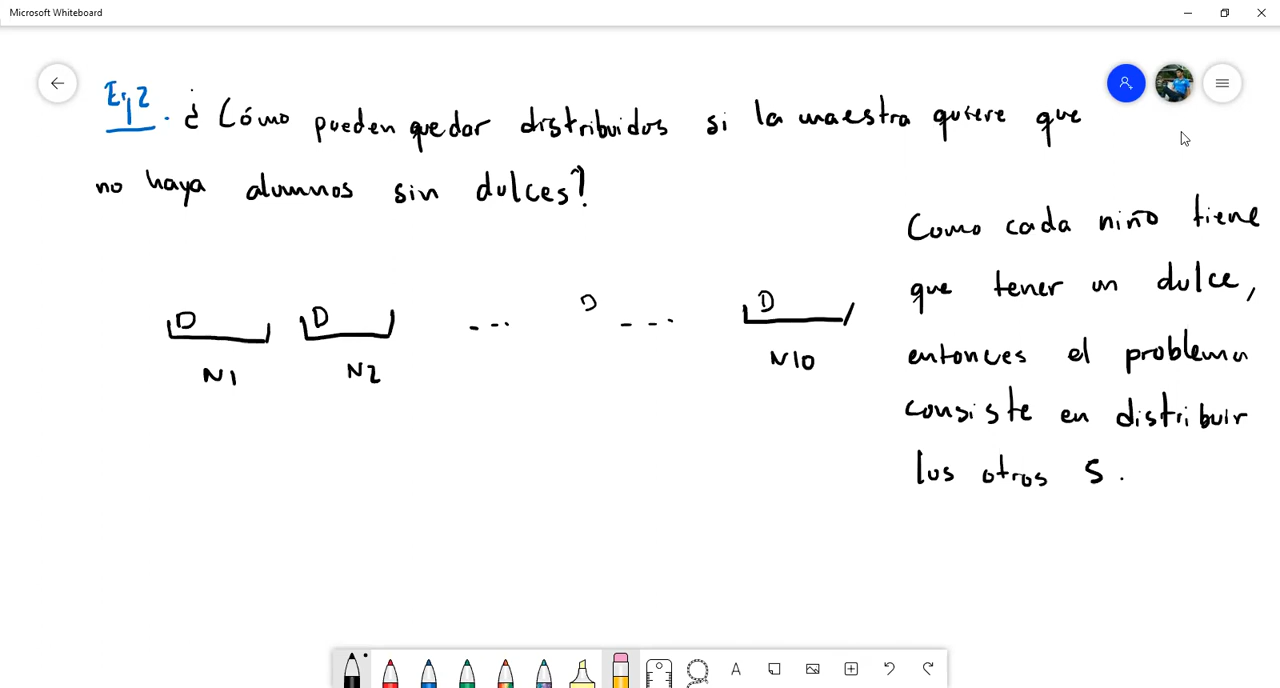 Microsoft Whiteboard
Ej 2. ¿Cómo pueden quedar distribuidos si la maestra quiere que
no haya alumnos sin dulces?
Como cada niño tiene
que tener un dulce,
entonces el problema
consiste en distribuir
los otros 5.
D D --- D --- D
N1 N2 N10
A